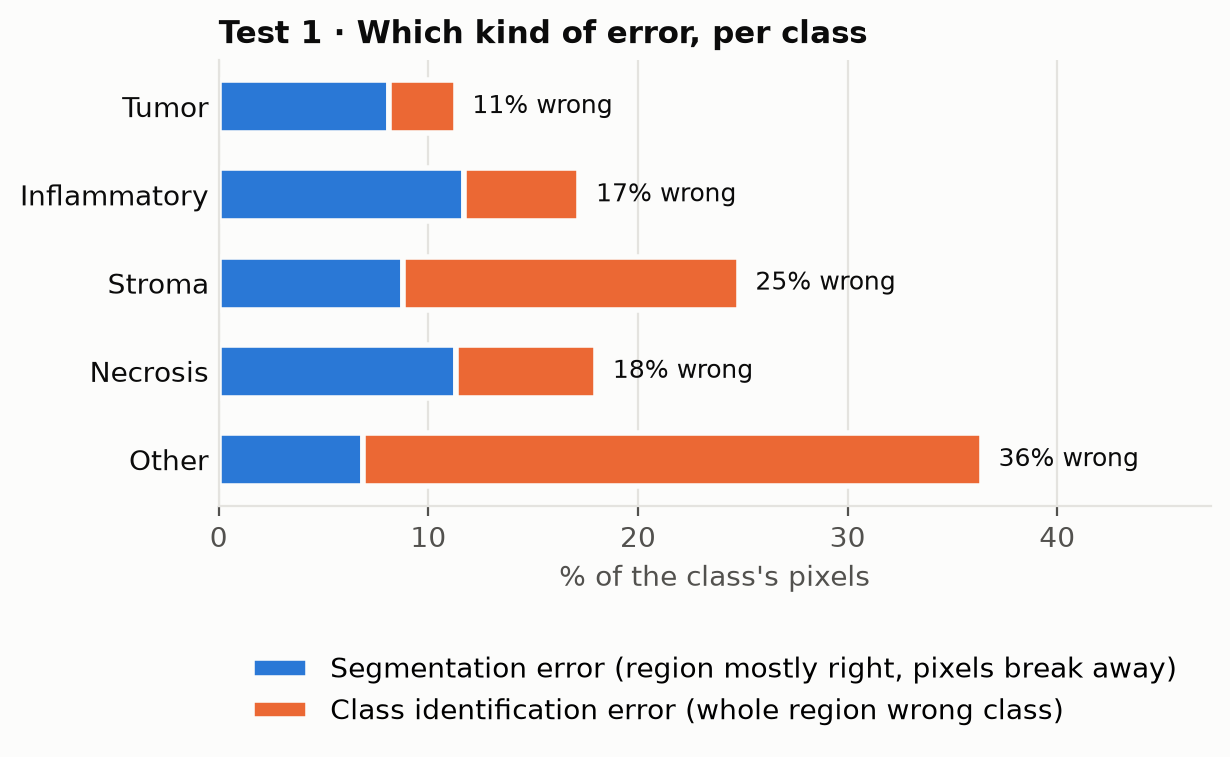 Test 1 · Which kind of error, per class
Tumor
11% wrong
Inflammatory
17% wrong
Stroma
25% wrong
Necrosis
18% wrong
Other
36% wrong
0 10 20 30 40
% of the class's pixels
Segmentation error (region mostly right, pixels break away)
Class identification error (whole region wrong class)